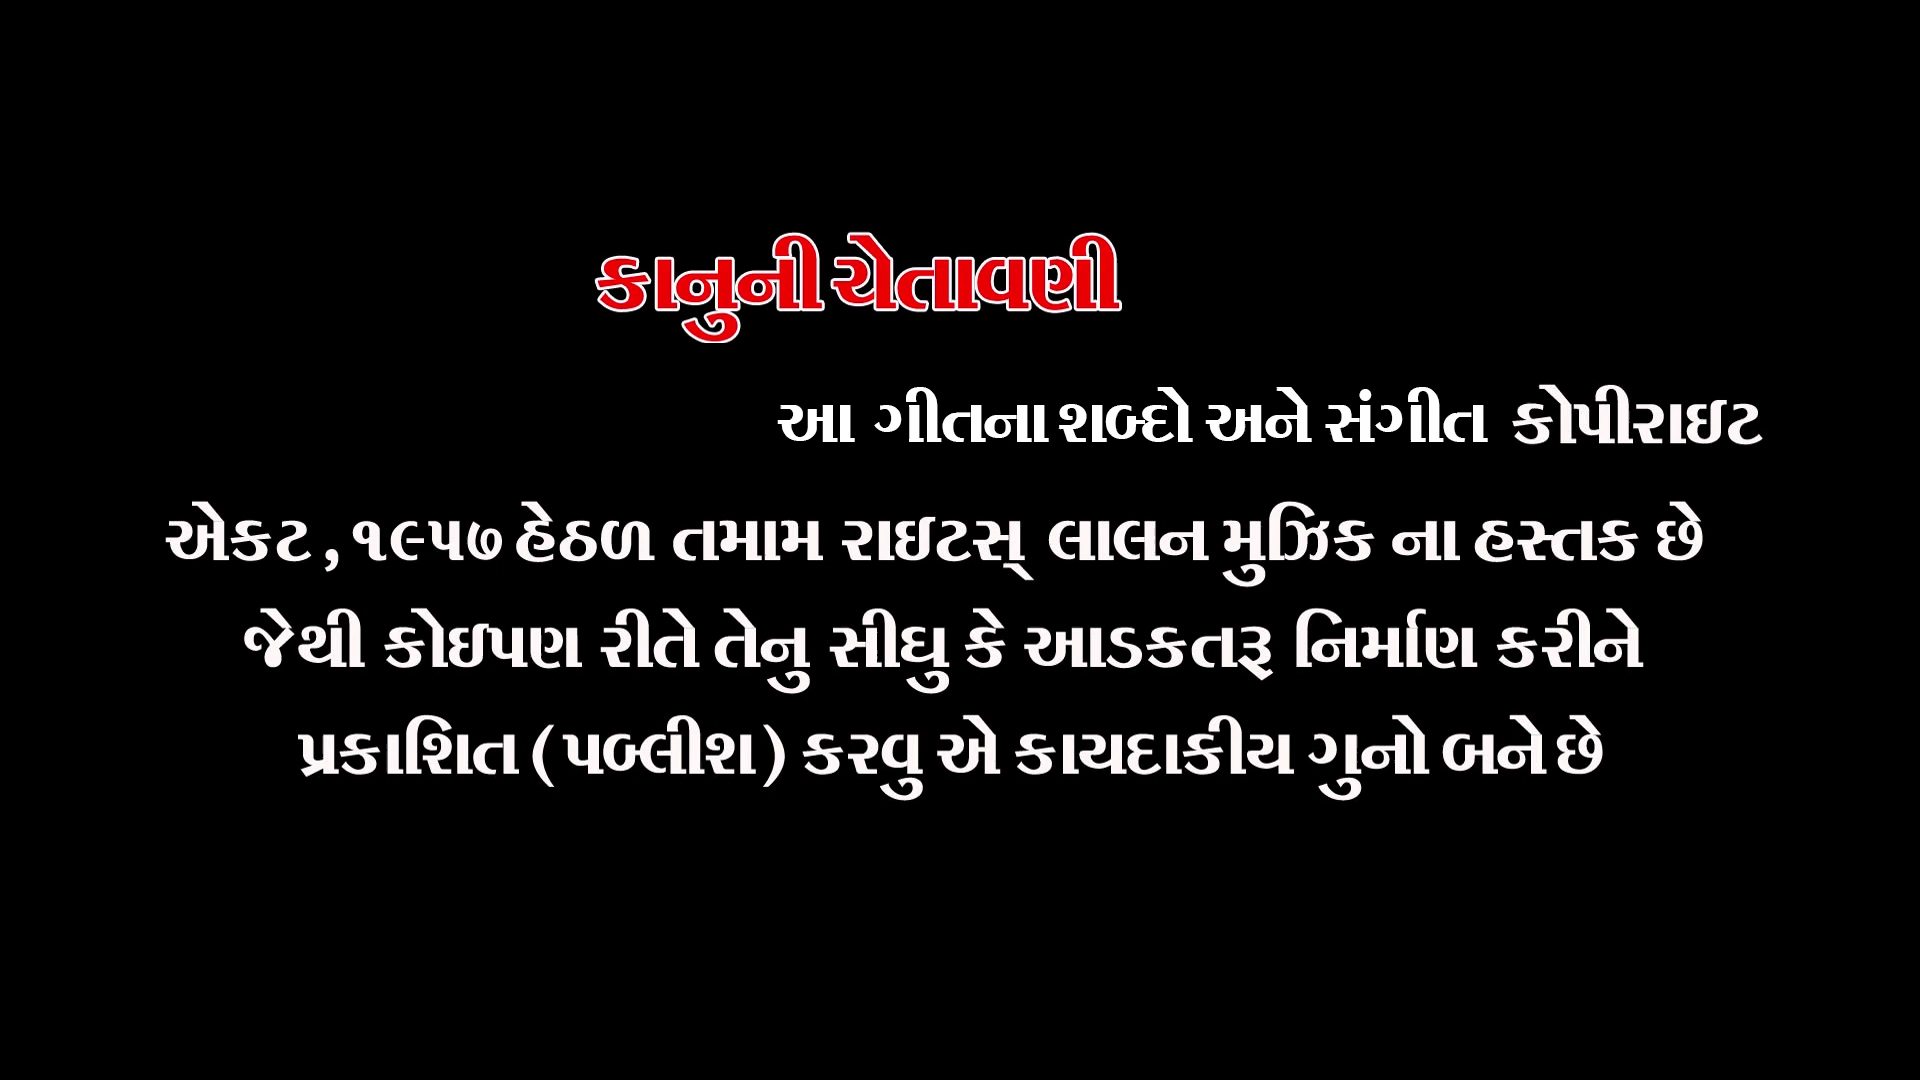 કાનુની ચેતાવણી
આ ગીતના શબ્દો અને સંગીત કોપીરાઇટ
એકટ , ૧૯૫૭ હેઠળ તમામ રાઇટસ્ લાલન મુઝિક ના હસ્તક છે
જેથી કોઇપણ રીતે તેનુ સીધુ કે આડકતરૂ નિર્માણ કરીને
પ્રકાશિત ( પબ્લીશ ) કરવુ એ કાયદાકીય ગુનો બને છે